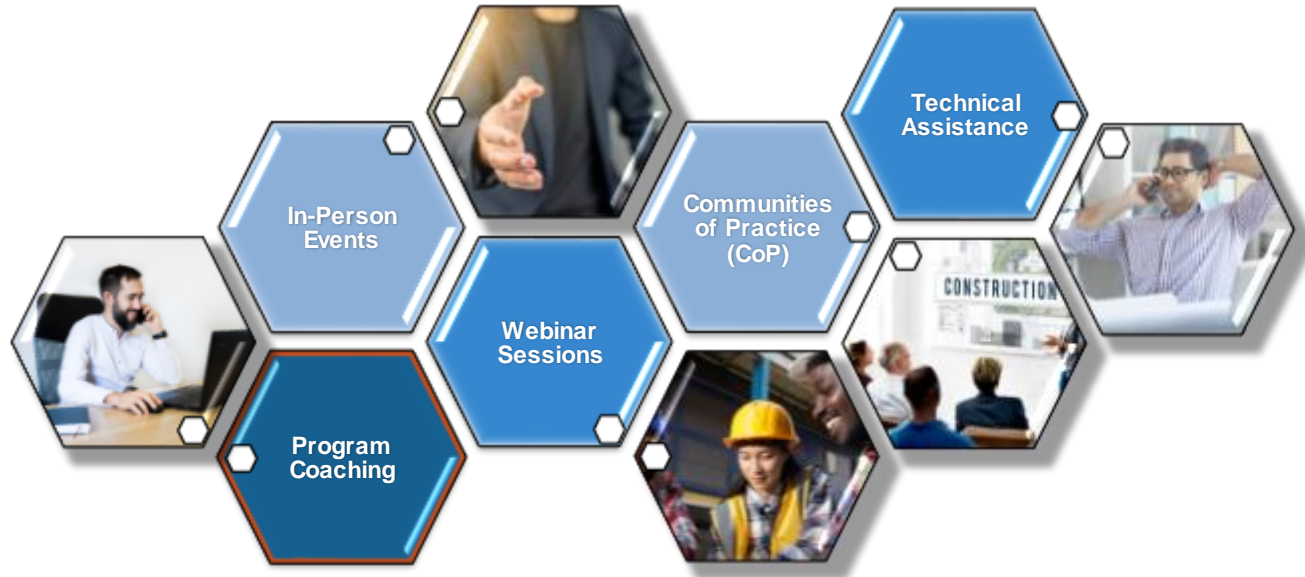 Technical
Assistance
In-Person
Events
Communities
of Practice
(CoP)
CONSTRUCTION
Webinar
Sessions
Program
Coaching